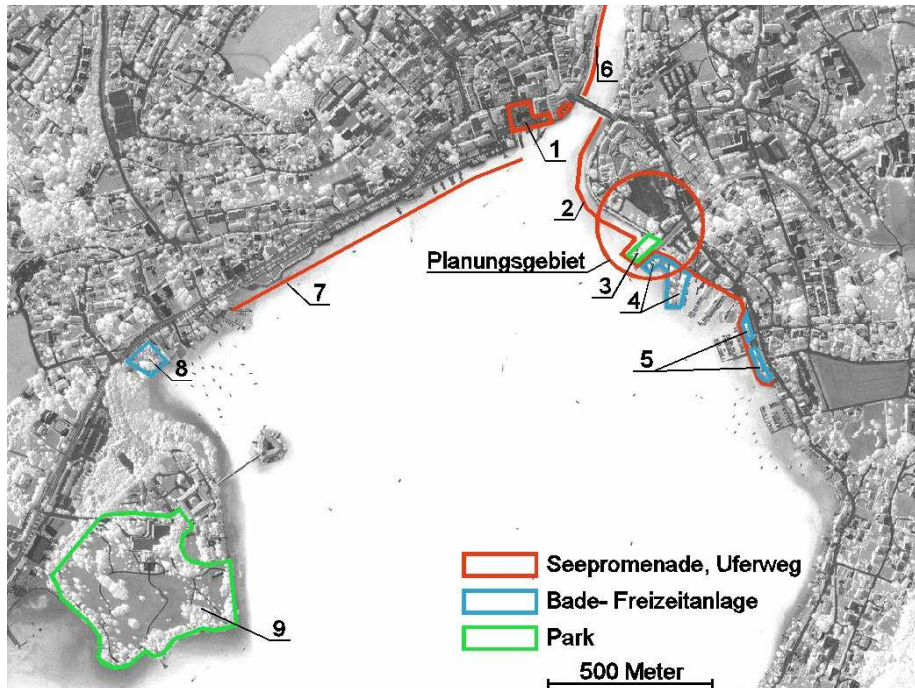 6
1
2
Planungsgebiet
3
4
7
5
8
Seepromenade, Uferweg
Bade- Freizeitanlage
9
Park
500 Meter